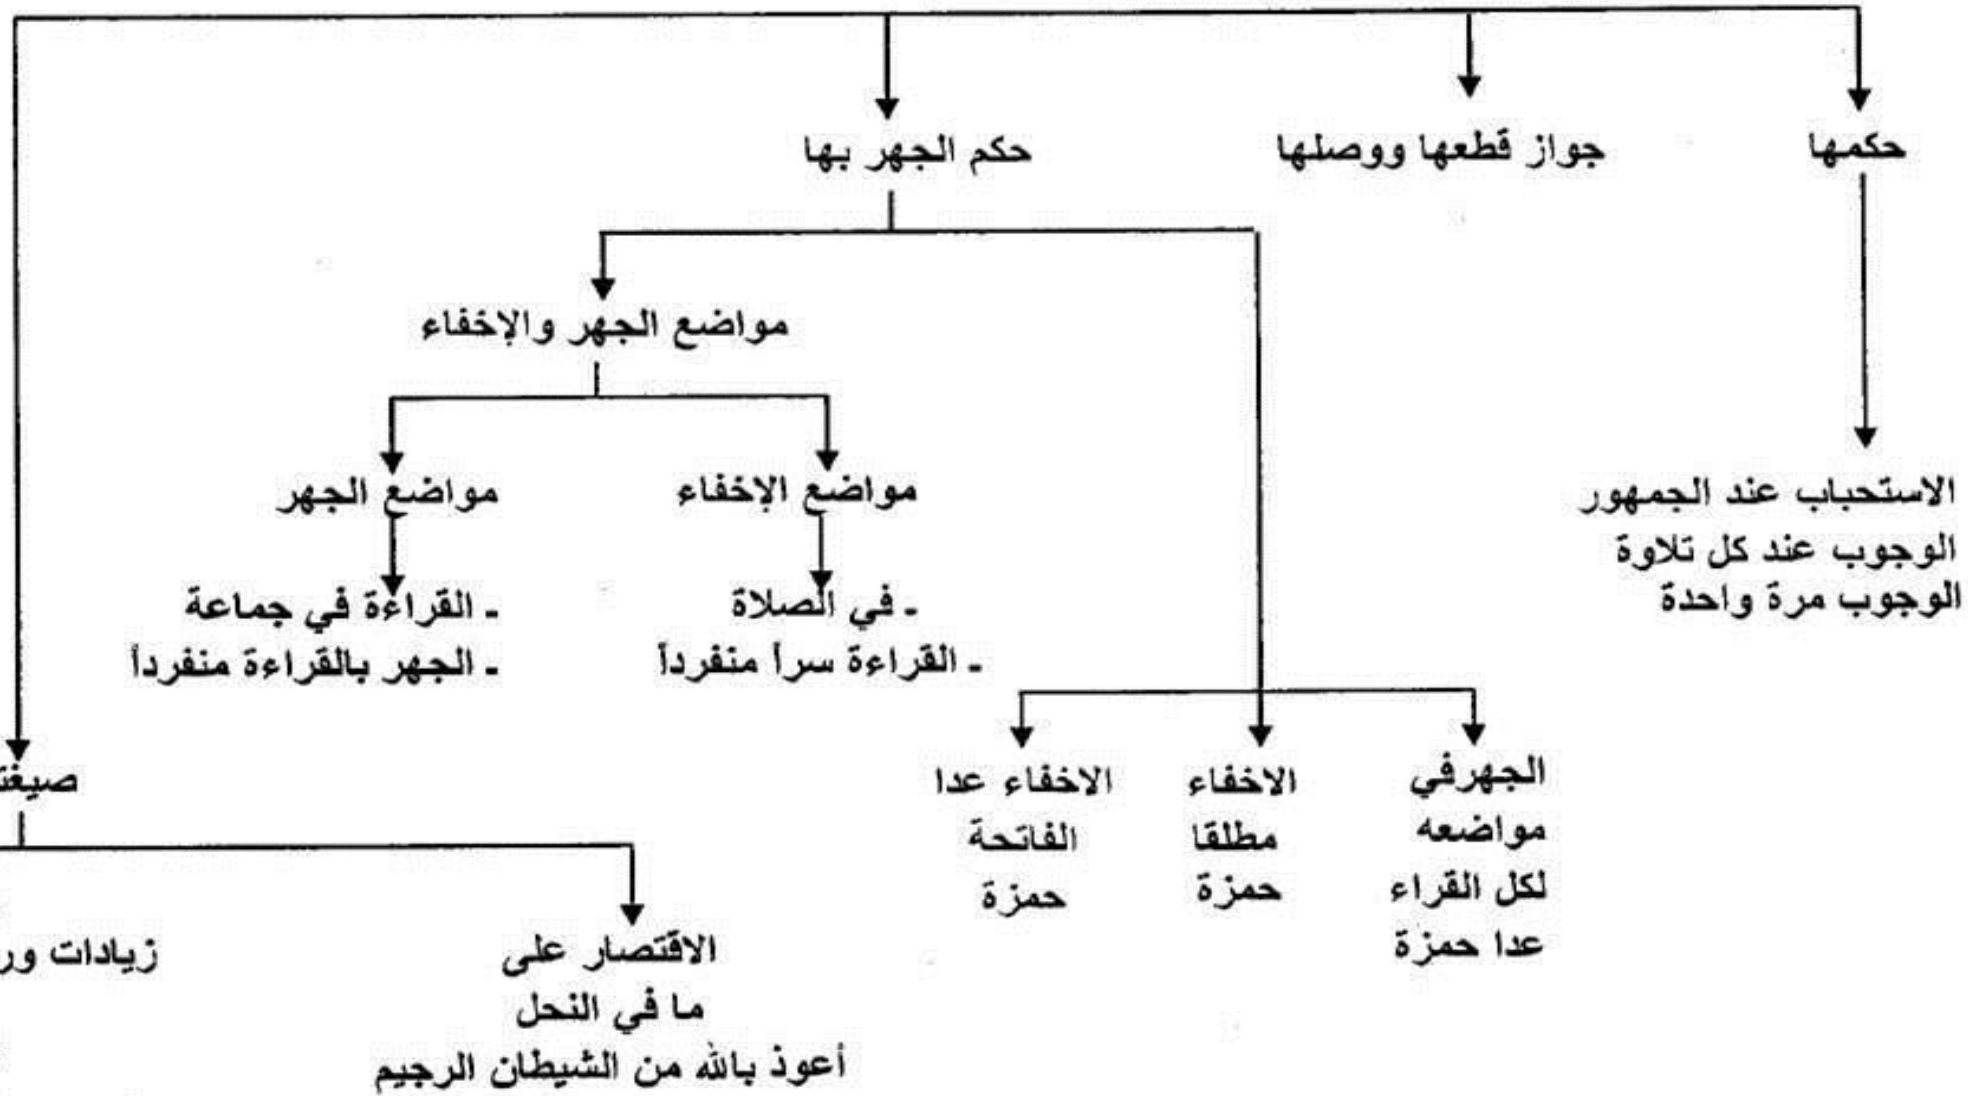 حكمها
جواز قطعها ووصلها
حكم الجهر بها
مواضع الجهر والإخفاء
مواضع الإخفاء
مواضع الجهر
الاستحباب عند الجمهور
الوجوب عند كل تلاوة
الوجوب مرة واحدة
ـ في الصلاة
ـ القراءة سراً منفرداً
ـ القراءة في جماعة
ـ الجهر بالقراءة منفرداً
الجهرفي
مواضعه
لكل القراء
عدا حمزة
الاخفاء
مطلقا
حمزة
الاخفاء عدا
الفاتحة
حمزة
الاقتصار على
ما في النحل
أعوذ بالله من الشيطان الرجيم
زيادات